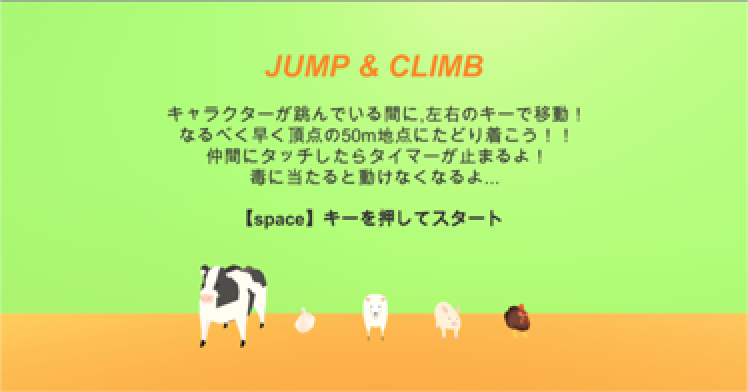 JUMP & CLIMB
キャラクターが跳んでいる間に,左右のキーで移動！
なるべく早く頂点の50m地点にたどり着こう！！
仲間にタッチしたらタイマーが止まるよ！
毒に当たると動けなくなるよ...
【space】キーを押してスタート